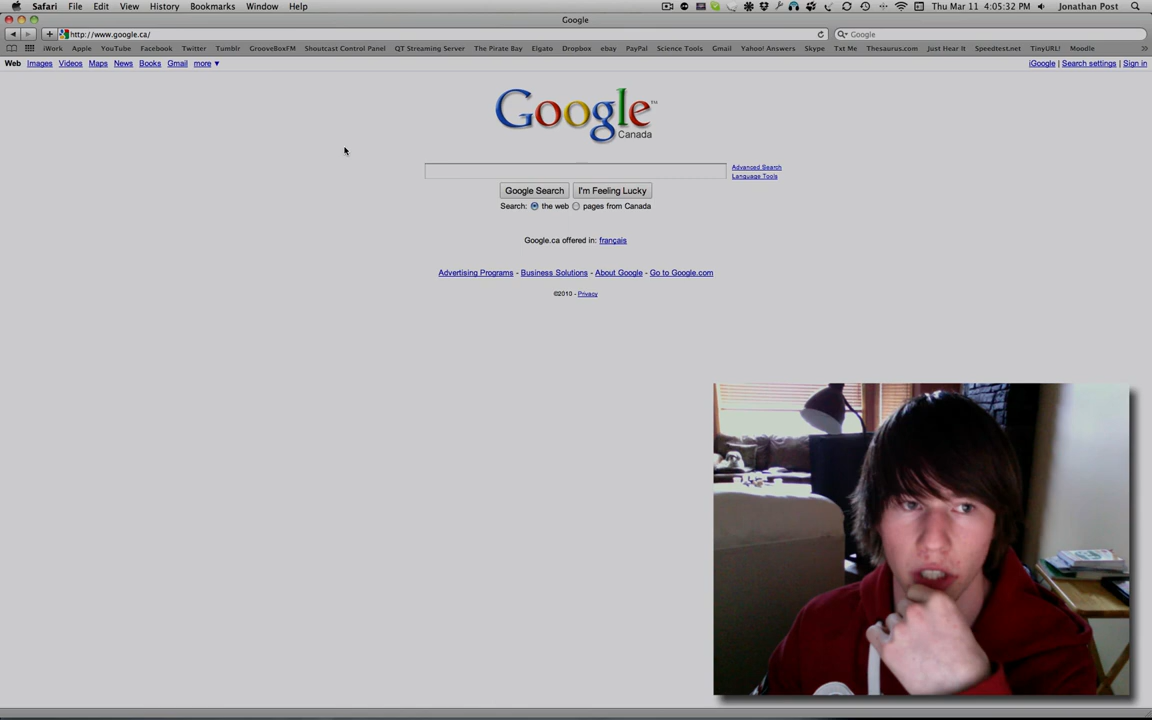 Safari File Edit View History Bookmarks Window Help Thu Mar 11 4:05:32 PM Jonathan Post
Google
http://www.google.ca/ Google
iWork Apple YouTube Facebook Twitter Tumblr GrooveBoxFM Shoutcast Control Panel QT Streaming Server The Pirate Bay Elgato Dropbox ebay PayPal Science Tools Gmail Yahoo! Answers Skype Txt Me Thesaurus.com Just Hear It Speedtest.net TinyURL! Moodle »
Web Images Videos Maps News Books Gmail more ▼ iGoogle | Search settings | Sign in
Google™
Canada
Advanced Search
Language Tools
Google Search I'm Feeling Lucky
Search: the web pages from Canada
Google.ca offered in: français
Advertising Programs - Business Solutions - About Google - Go to Google.com
©2010 - Privacy